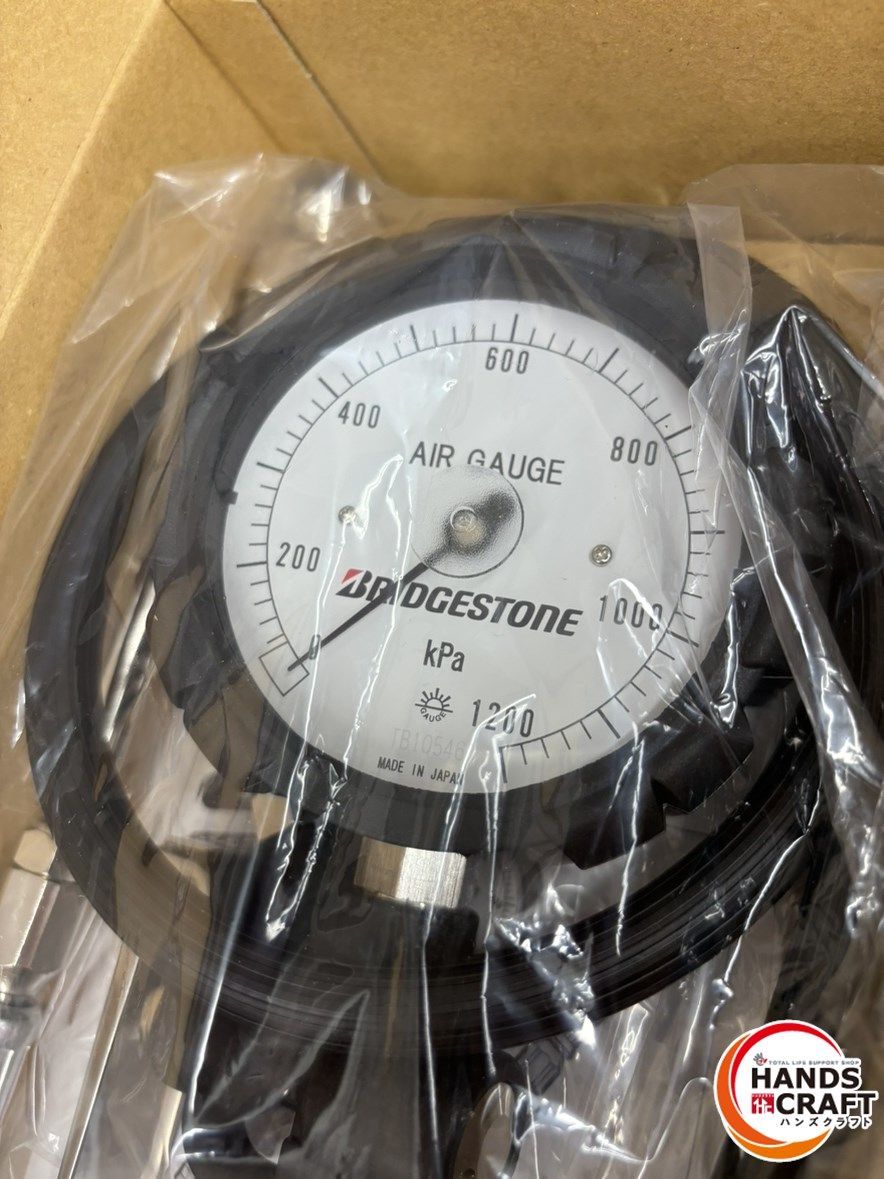 600
400
800
AIR GAUGE
200
BRIDGESTONE
1000
0
kPa
GAUGE
1200
TB10546
MADE IN JAPAN
TOTAL LIFE SUPPORT SHOP
HANDS
CRAFT
ハンズクラフト